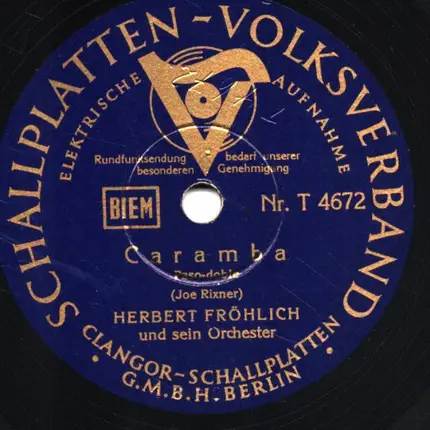 SCHALLPLATTEN-VOLKSVERBAND
ELEKTRISCHE AUFNAHME
Rundfunksendung bedarf unserer
besonderen Genehmigung
BIEM
Nr. T 4672
Caramba
Paso-doble
(Joe Rixner)
HERBERT FRÖHLICH
und sein Orchester
CLANGOR-SCHALLPLATTEN
G.M.B.H. BERLIN